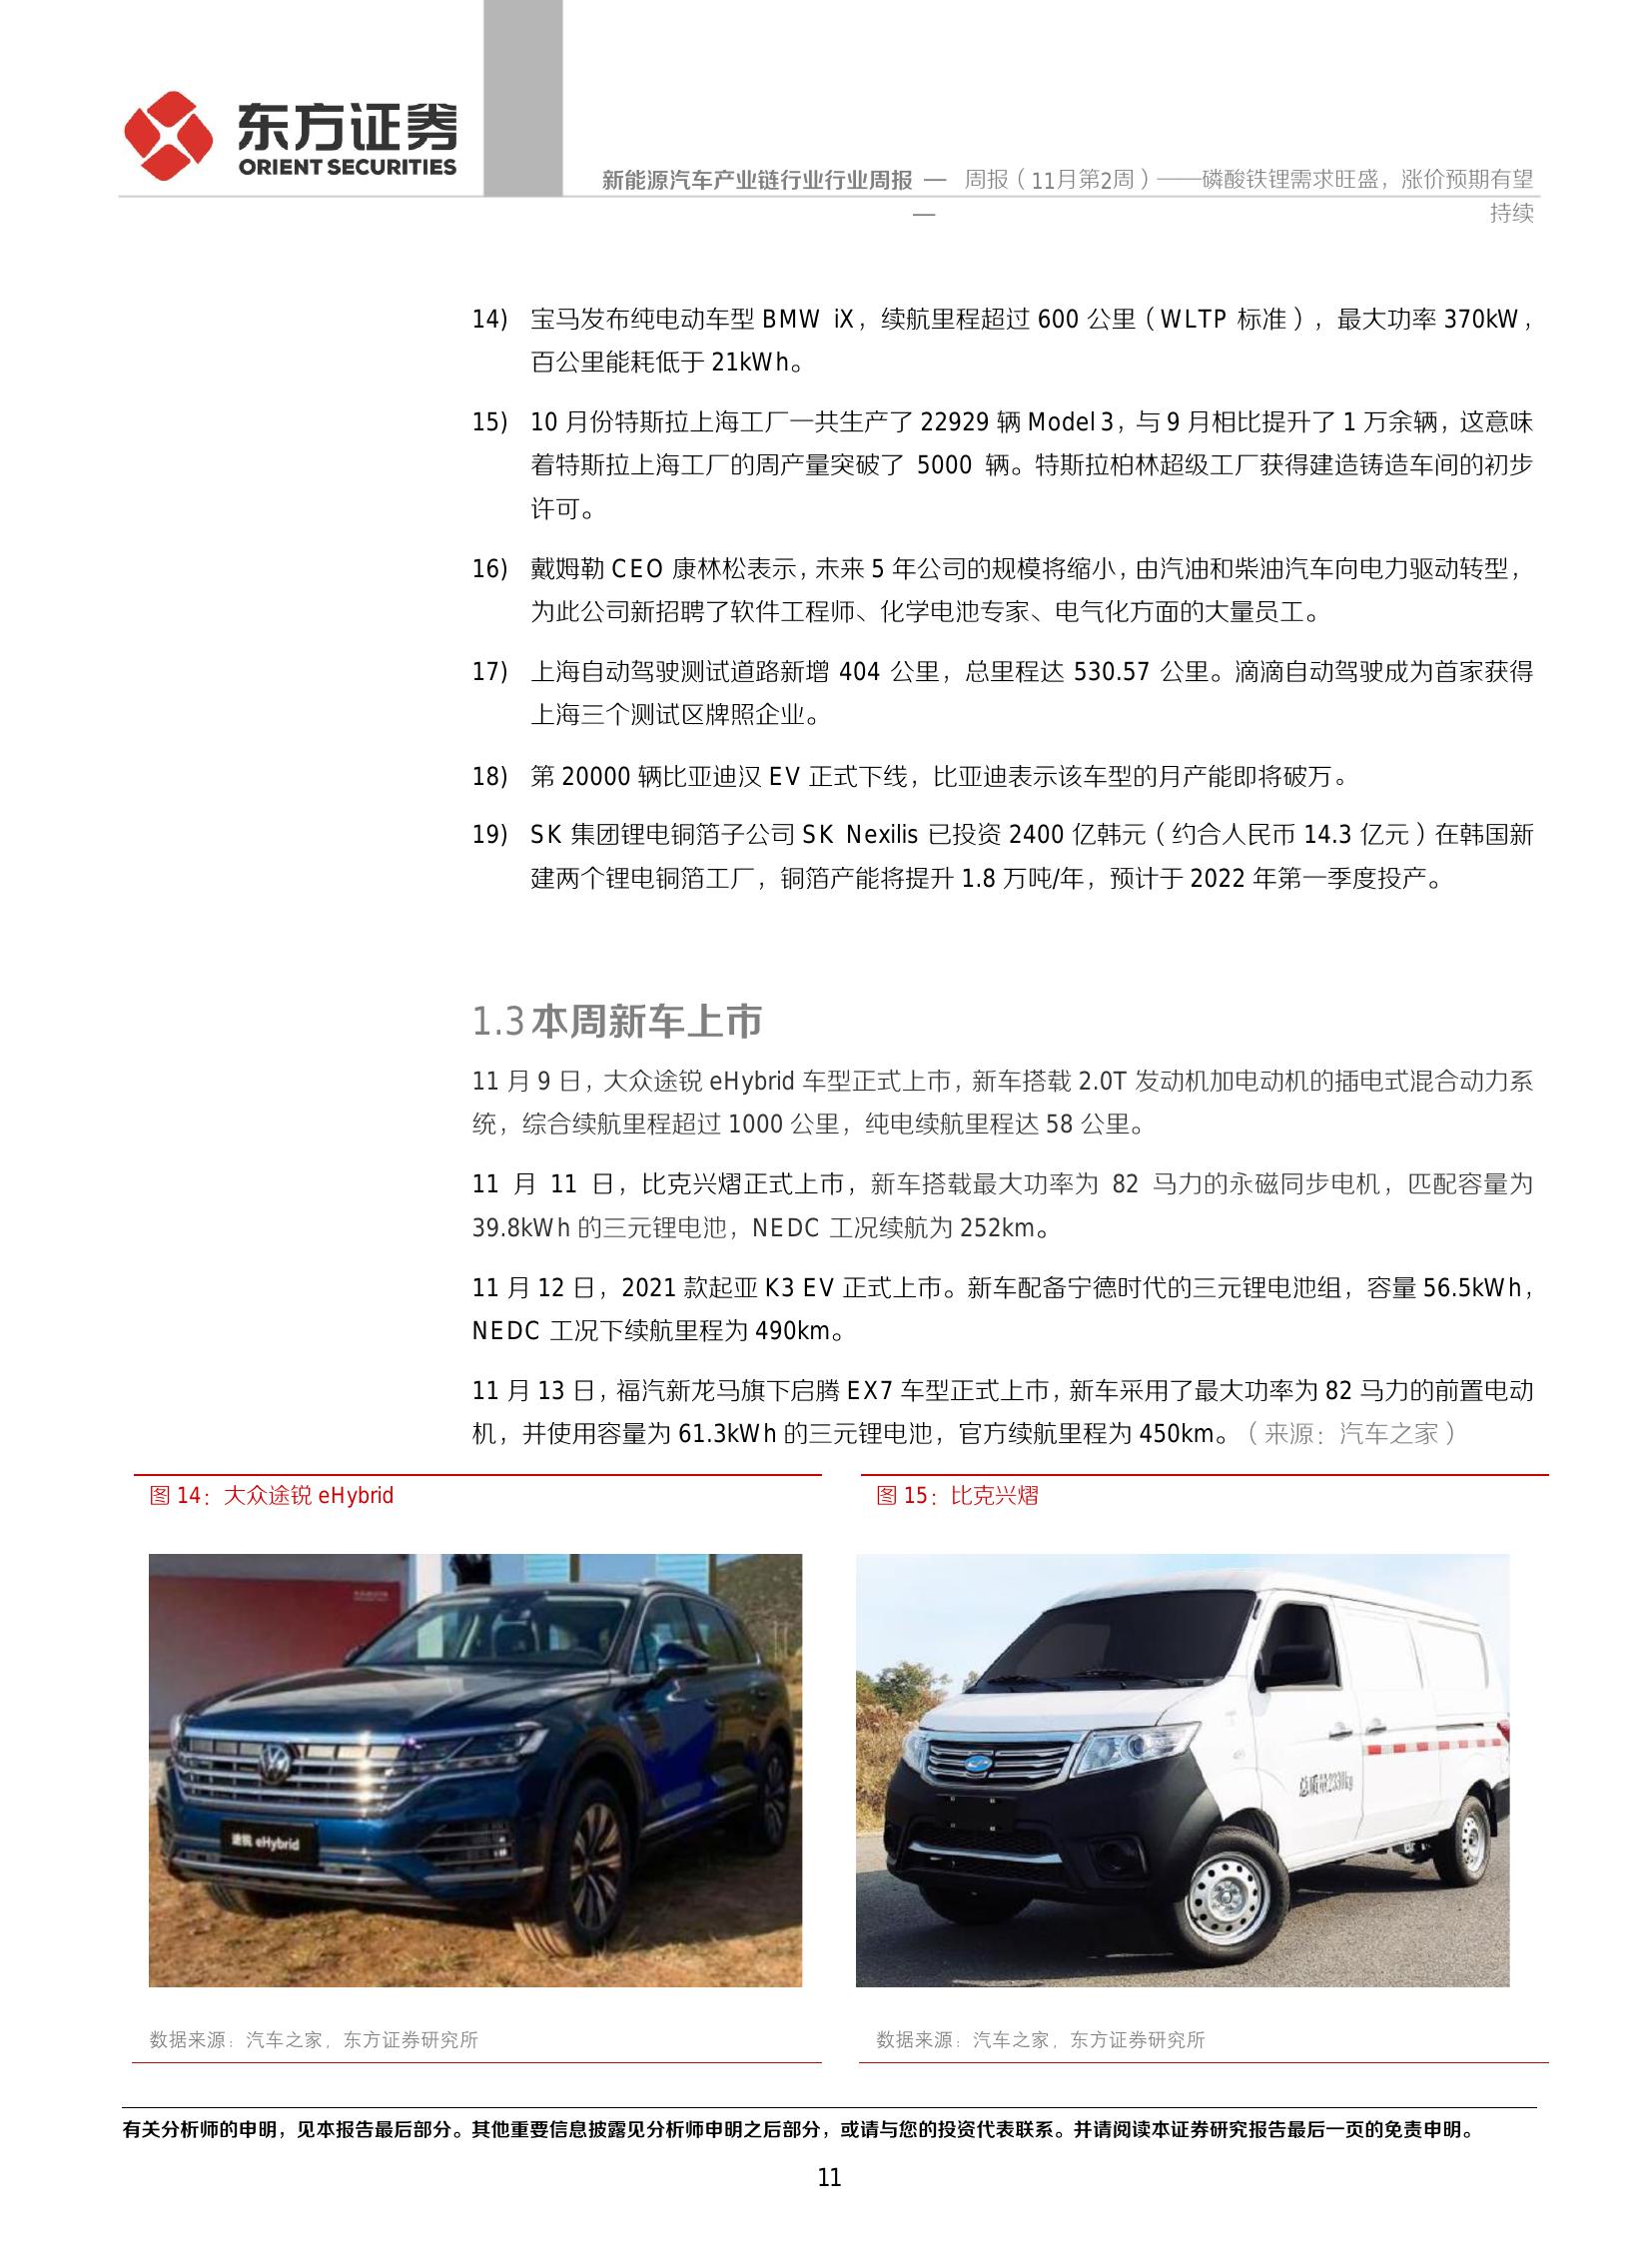 东方证券
ORIENT SECURITIES
新能源汽车产业链行业行业周报 —— 周报（11月第2周）——磷酸铁锂需求旺盛，涨价预期有望
持续
14) 宝马发布纯电动车型 BMW iX，续航里程超过 600 公里（WLTP 标准），最大功率 370kW，
百公里能耗低于 21kWh。
15) 10 月份特斯拉上海工厂一共生产了 22929 辆 Model 3，与 9 月相比提升了 1 万余辆，这意味
着特斯拉上海工厂的周产量突破了 5000 辆。特斯拉柏林超级工厂获得建造铸造车间的初步
许可。
16) 戴姆勒 CEO 康林松表示，未来 5 年公司的规模将缩小，由汽油和柴油汽车向电力驱动转型，
为此公司新招聘了软件工程师、化学电池专家、电气化方面的大量员工。
17) 上海自动驾驶测试道路新增 404 公里，总里程达 530.57 公里。滴滴自动驾驶成为首家获得
上海三个测试区牌照企业。
18) 第 20000 辆比亚迪汉 EV 正式下线，比亚迪表示该车型的月产能即将破万。
19) SK 集团锂电铜箔子公司 SK Nexilis 已投资 2400 亿韩元（约合人民币 14.3 亿元）在韩国新
建两个锂电铜箔工厂，铜箔产能将提升 1.8 万吨/年，预计于 2022 年第一季度投产。
1.3 本周新车上市
11 月 9 日，大众途锐 eHybrid 车型正式上市，新车搭载 2.0T 发动机加电动机的插电式混合动力系
统，综合续航里程超过 1000 公里，纯电续航里程达 58 公里。
11 月 11 日，比克兴熠正式上市，新车搭载最大功率为 82 马力的永磁同步电机，匹配容量为
39.8kWh 的三元锂电池，NEDC 工况续航为 252km。
11 月 12 日，2021 款起亚 K3 EV 正式上市。新车配备宁德时代的三元锂电池组，容量 56.5kWh，
NEDC 工况下续航里程为 490km。
11 月 13 日，福汽新龙马旗下启腾 EX7 车型正式上市，新车采用了最大功率为 82 马力的前置电动
机，并使用容量为 61.3kWh 的三元锂电池，官方续航里程为 450km。（来源：汽车之家）
图 14：大众途锐 eHybrid
图 15：比克兴熠
途锐 eHybrid
总质量2330kg
数据来源：汽车之家，东方证券研究所
数据来源：汽车之家，东方证券研究所
有关分析师的申明，见本报告最后部分。其他重要信息披露见分析师申明之后部分，或请与您的投资代表联系。并请阅读本证券研究报告最后一页的免责申明。
11